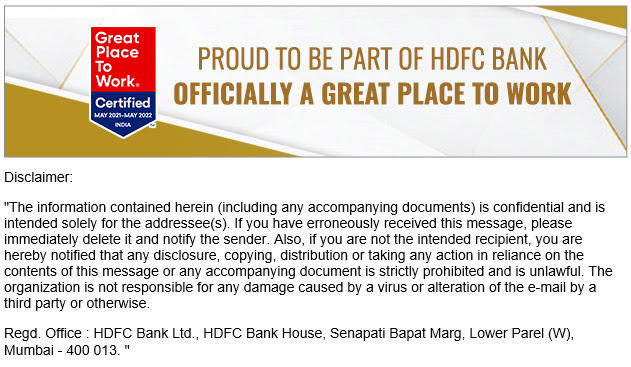 Great
Place
To
Work®
Certified
MAY 2021-MAY 2022
INDIA
PROUD TO BE PART OF HDFC BANK
OFFICIALLY A GREAT PLACE TO WORK
Disclaimer:
"The information contained herein (including any accompanying documents) is confidential and is
intended solely for the addressee(s). If you have erroneously received this message, please
immediately delete it and notify the sender. Also, if you are not the intended recipient, you are
hereby notified that any disclosure, copying, distribution or taking any action in reliance on the
contents of this message or any accompanying document is strictly prohibited and is unlawful. The
organization is not responsible for any damage caused by a virus or alteration of the e-mail by a
third party or otherwise.
Regd. Office : HDFC Bank Ltd., HDFC Bank House, Senapati Bapat Marg, Lower Parel (W),
Mumbai - 400 013. "